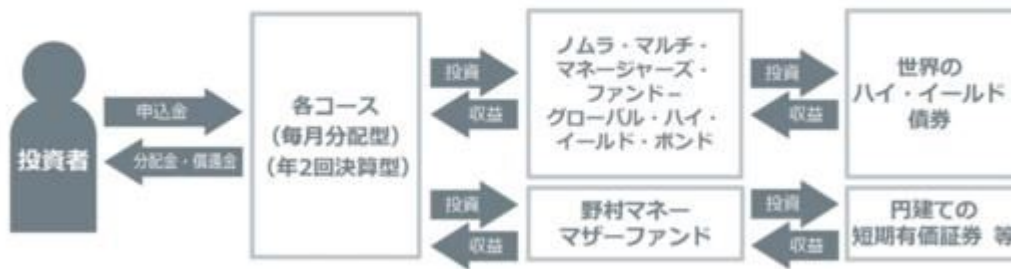 投資者
申込金
分配金・償還金
各コース
（毎月分配型）
（年2回決算型）
投資
収益
ノムラ・マルチ・
マネージャーズ・
ファンド－
グローバル・ハイ・
イールド・ボンド
投資
収益
世界の
ハイ・イールド
債券
投資
収益
野村マネー
マザーファンド
投資
収益
円建ての
短期有価証券 等